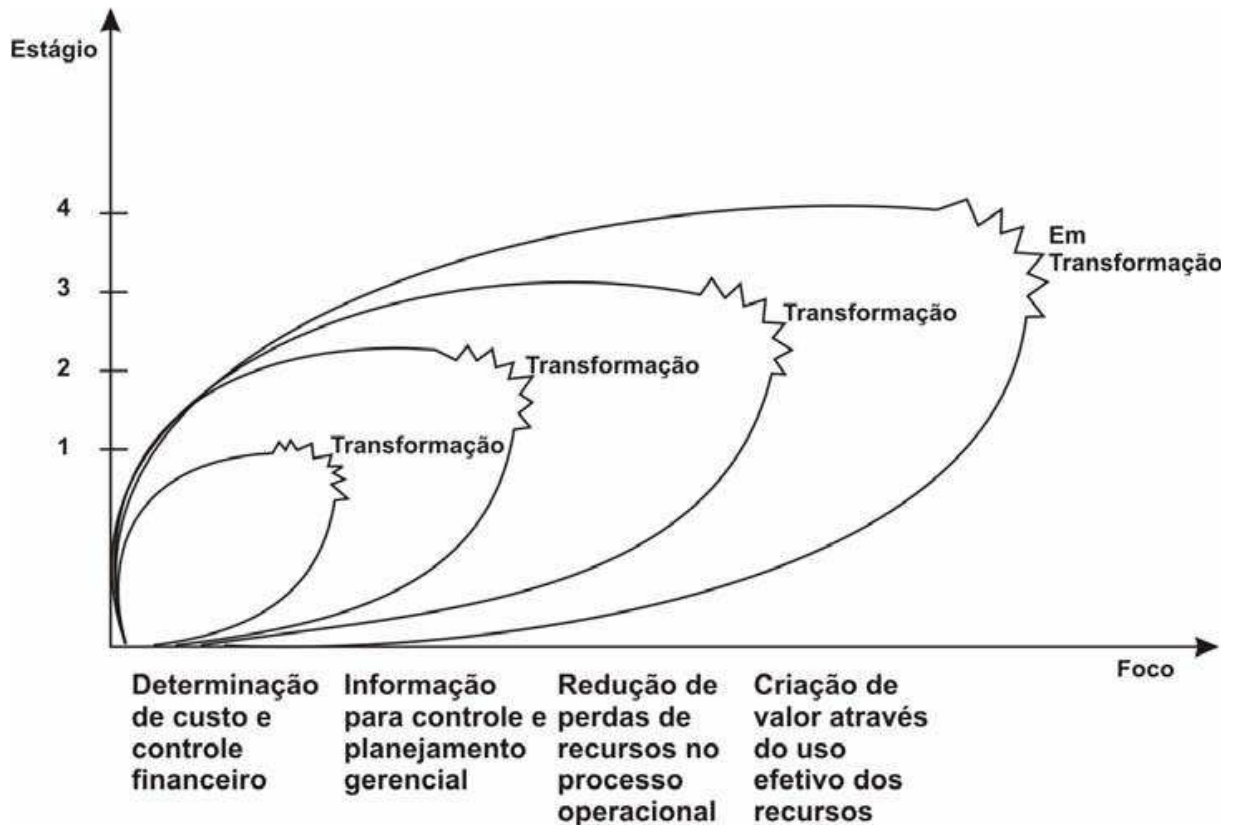 Estágio
4
Em
Transformação
3
Transformação
2
Transformação
1
Transformação
Foco
Determinação
de custo e
controle
financeiro
Informação
para controle e
planejamento
gerencial
Redução de
perdas de
recursos no
processo
operacional
Criação de
valor através
do uso
efetivo dos
recursos